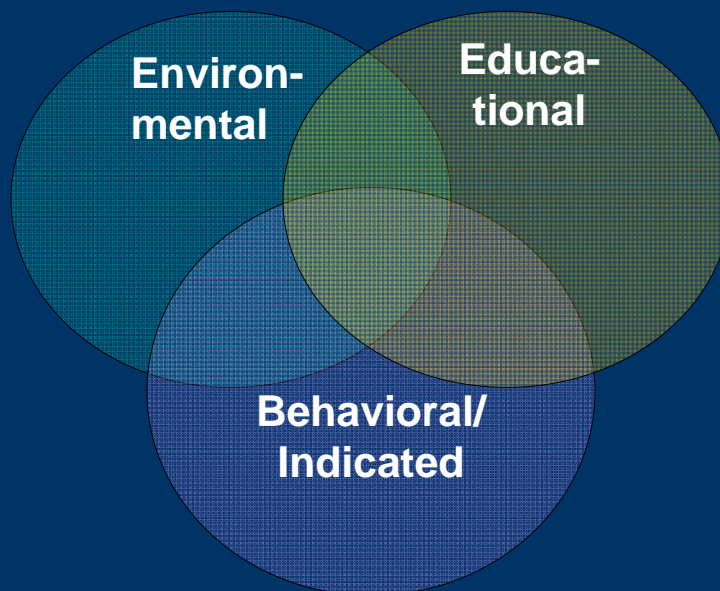 Environ-
mental
Educa-
tional
Behavioral/
Indicated